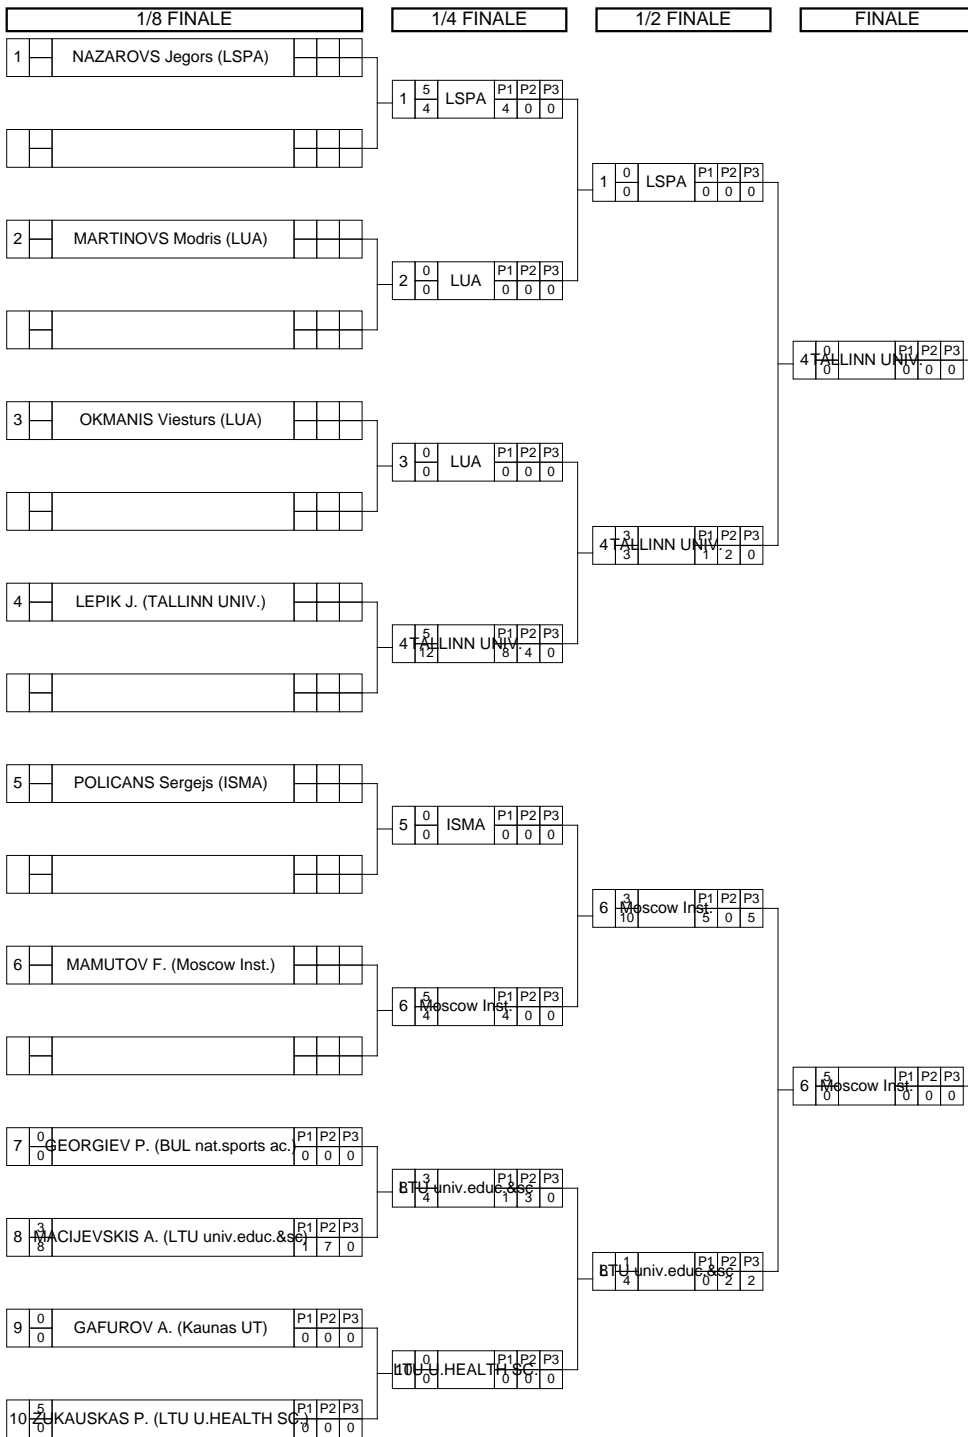 1/8 FINALE 1/4 FINALE 1/2 FINALE FINALE
1 NAZAROVS Jegors (LSPA)
1 5 4 LSPA P1 P2 P3 4 0 0
1 0 0 LSPA P1 P2 P3 0 0 0
2 MARTINOVS Modris (LUA)
2 0 0 LUA P1 P2 P3 0 0 0
4 0 0 TALLINN UNIV. P1 P2 P3 0 0 0
3 OKMANIS Viesturs (LUA)
3 0 0 LUA P1 P2 P3 0 0 0
4 3 3 TALLINN UNIV. P1 P2 P3 1 2 0
4 LEPIK J. (TALLINN UNIV.)
4 5 12 TALLINN UNIV. P1 P2 P3 8 4 0
5 POLICANS Sergejs (ISMA)
5 0 0 ISMA P1 P2 P3 0 0 0
6 3 10 Moscow Inst. P1 P2 P3 5 0 5
6 MAMUTOV F. (Moscow Inst.)
6 5 4 Moscow Inst. P1 P2 P3 4 0 0
6 5 0 Moscow Inst. P1 P2 P3 0 0 0
7 0 0 GEORGIEV P. (BUL nat.sports ac.) P1 P2 P3 0 0 0
8 3 4 LTU univ.educ.&sc P1 P2 P3 1 3 0
8 3 8 MACIJEVSKIS A. (LTU univ.educ.&sc) P1 P2 P3 1 7 0
8 1 4 LTU univ.educ.&sc P1 P2 P3 0 2 2
9 0 0 GAFUROV A. (Kaunas UT) P1 P2 P3 0 0 0
10 0 0 LTU U.HEALTH SC. P1 P2 P3 0 0 0
10 5 0 ZUKAUSKAS P. (LTU U.HEALTH SC.) P1 P2 P3 0 0 0